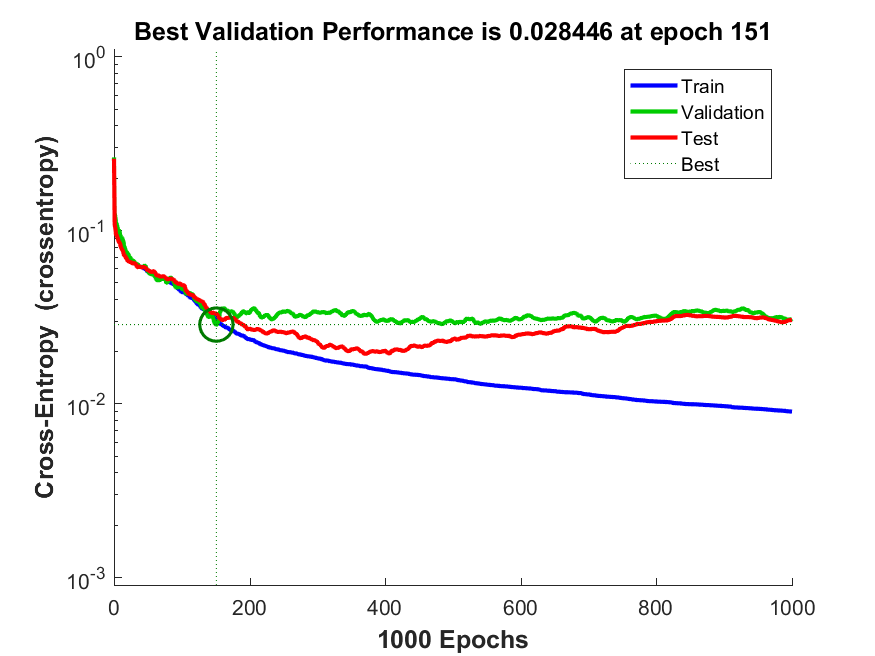 Best Validation Performance is 0.028446 at epoch 151
10^0
10^-1
10^-2
10^-3
Cross-Entropy (crossentropy)
Train
Validation
Test
Best
0 200 400 600 800 1000
1000 Epochs